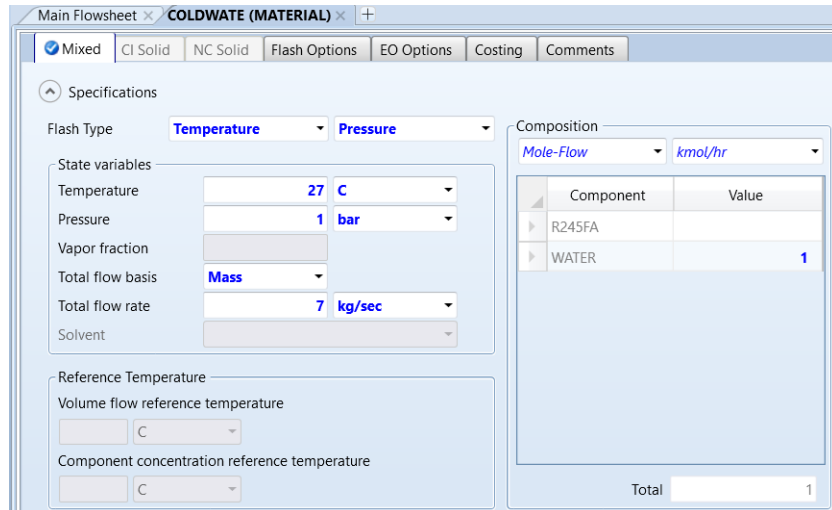 Main Flowsheet × COLDWATE (MATERIAL) × +
Mixed CI Solid NC Solid Flash Options EO Options Costing Comments
Specifications
Flash Type Temperature Pressure
State variables
Temperature 27 C
Pressure 1 bar
Vapor fraction
Total flow basis Mass
Total flow rate 7 kg/sec
Solvent
Reference Temperature
Volume flow reference temperature
C
Component concentration reference temperature
C
Composition
Mole-Flow kmol/hr
Component Value
R245FA
WATER 1
Total 1